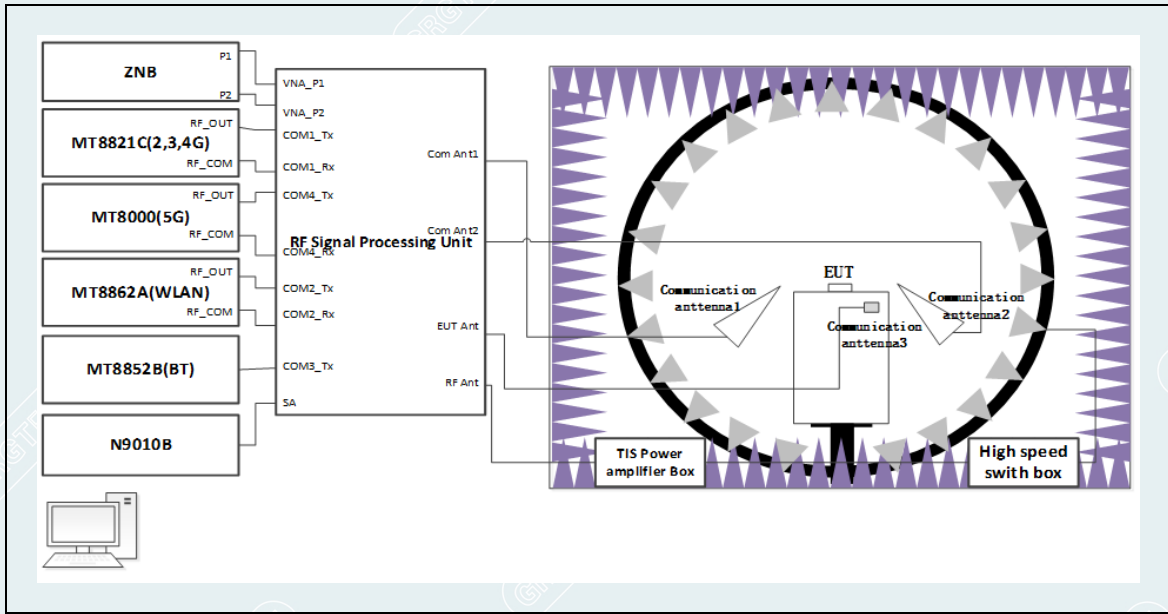 ZNB
P1
P2
MT8821C(2,3,4G)
RF_OUT
RF_COM
MT8000(5G)
RF_OUT
RF_COM
MT8862A(WLAN)
RF_OUT
RF_COM
MT8852B(BT)
N9010B
VNA_P1
VNA_P2
COM1_Tx
COM1_Rx
COM4_Tx
COM4_Rx
COM2_Tx
COM2_Rx
COM3_Tx
SA
RF Signal Processing Unit
Com Ant1
Com Ant2
EUT Ant
RF Ant
EUT
Communication
anttenna1
Communication
anttenna2
Communication
anttenna3
TIS Power
amplifier Box
High speed
swith box